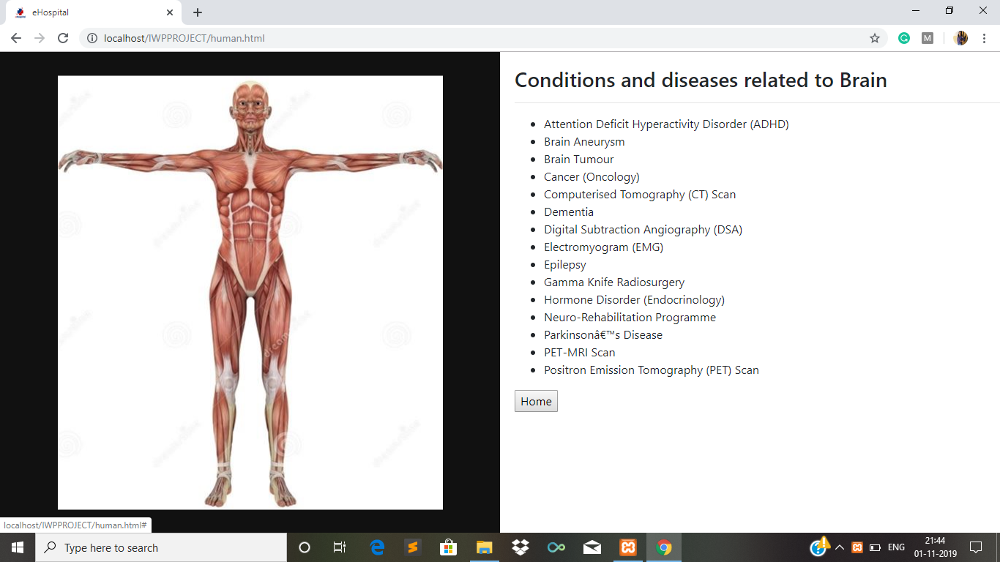 eHospital
localhost/IWPPROJECT/human.html
M
Conditions and diseases related to Brain
Attention Deficit Hyperactivity Disorder (ADHD)
Brain Aneurysm
Brain Tumour
Cancer (Oncology)
Computerised Tomography (CT) Scan
Dementia
Digital Subtraction Angiography (DSA)
Electromyogram (EMG)
Epilepsy
Gamma Knife Radiosurgery
Hormone Disorder (Endocrinology)
Neuro-Rehabilitation Programme
Parkinsonâ€™s Disease
PET-MRI Scan
Positron Emission Tomography (PET) Scan
Home
localhost/IWPPROJECT/human.html#
Type here to search
ENG
21:44
01-11-2019